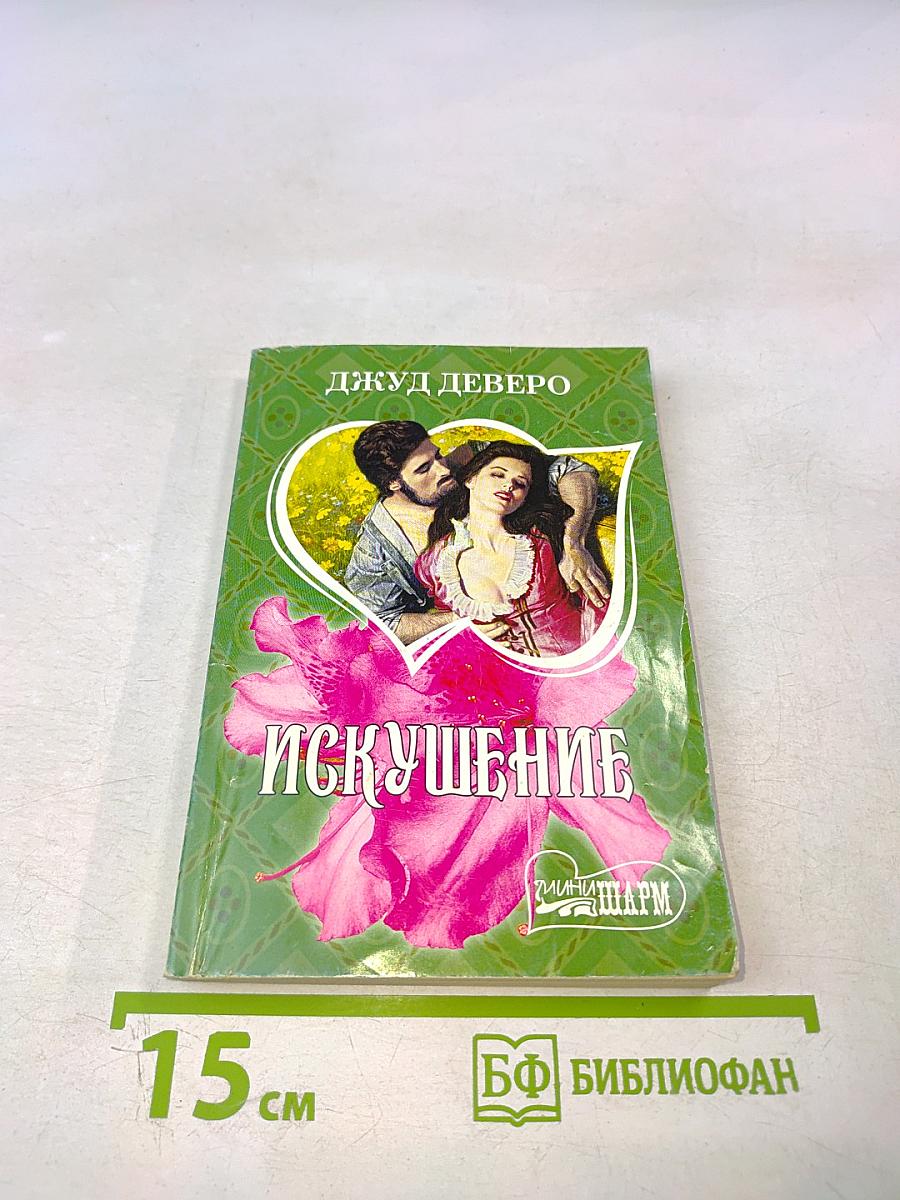 ДЖУД ДЕВЕРО
ИСКУШЕНИЕ
МИНИ
ШАРМ
15 см
БФ БИБЛИОФАН